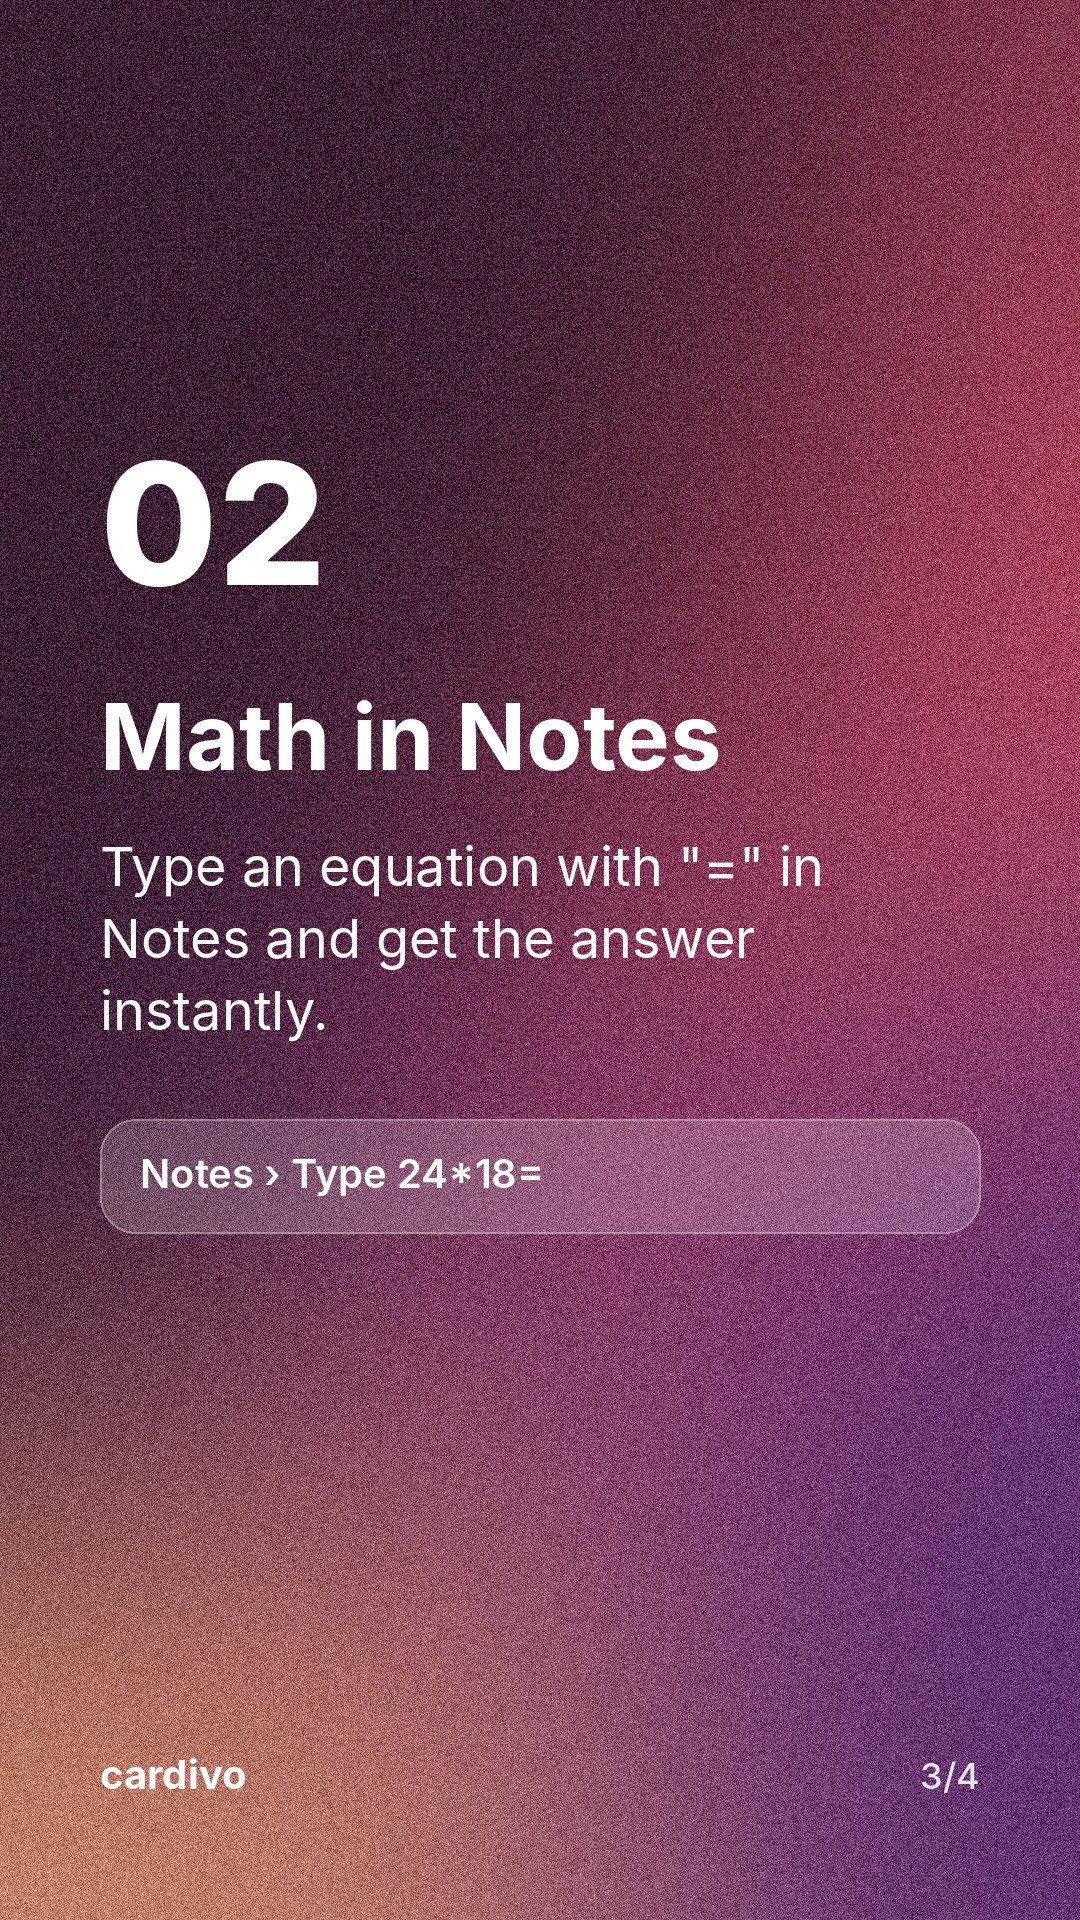 02
Math in Notes
Type an equation with "=" in
Notes and get the answer
instantly.
Notes › Type 24*18=
cardivo
3/4